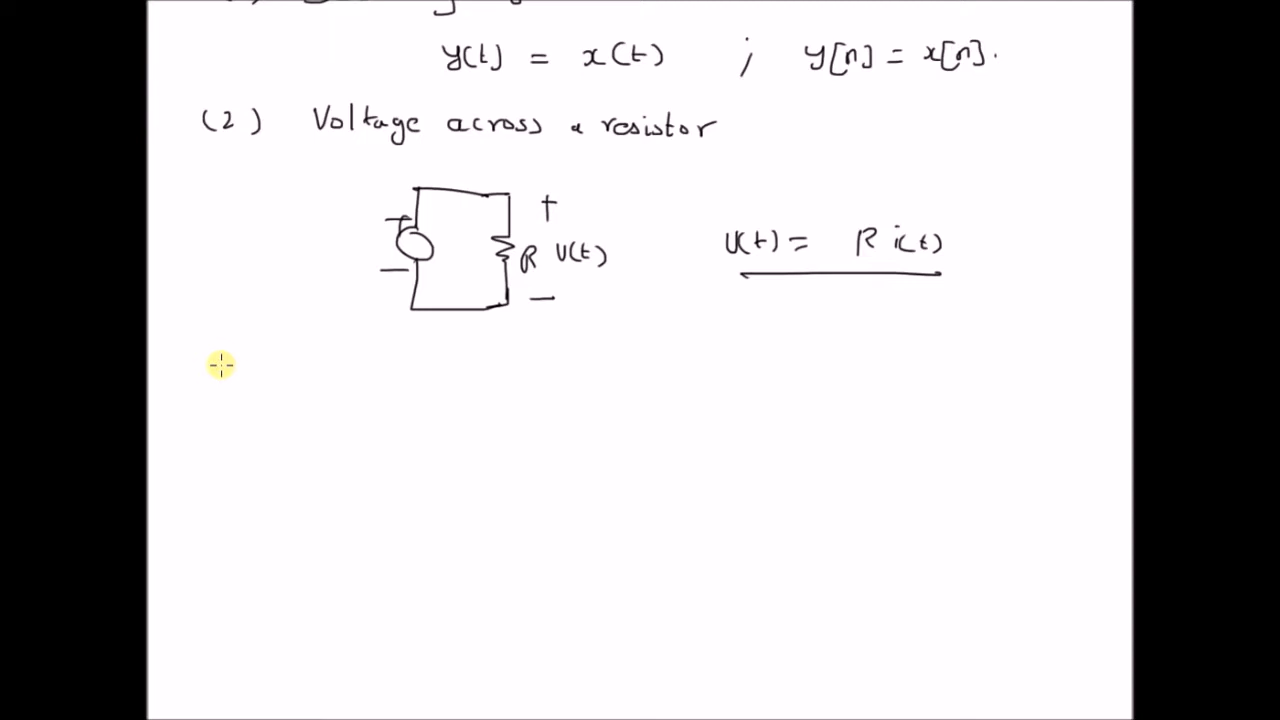 y(t) = x(t) ; y[n] = x[n].
(2) Voltage across a resistor
+
R V(t) V(t) = R i(t)
−